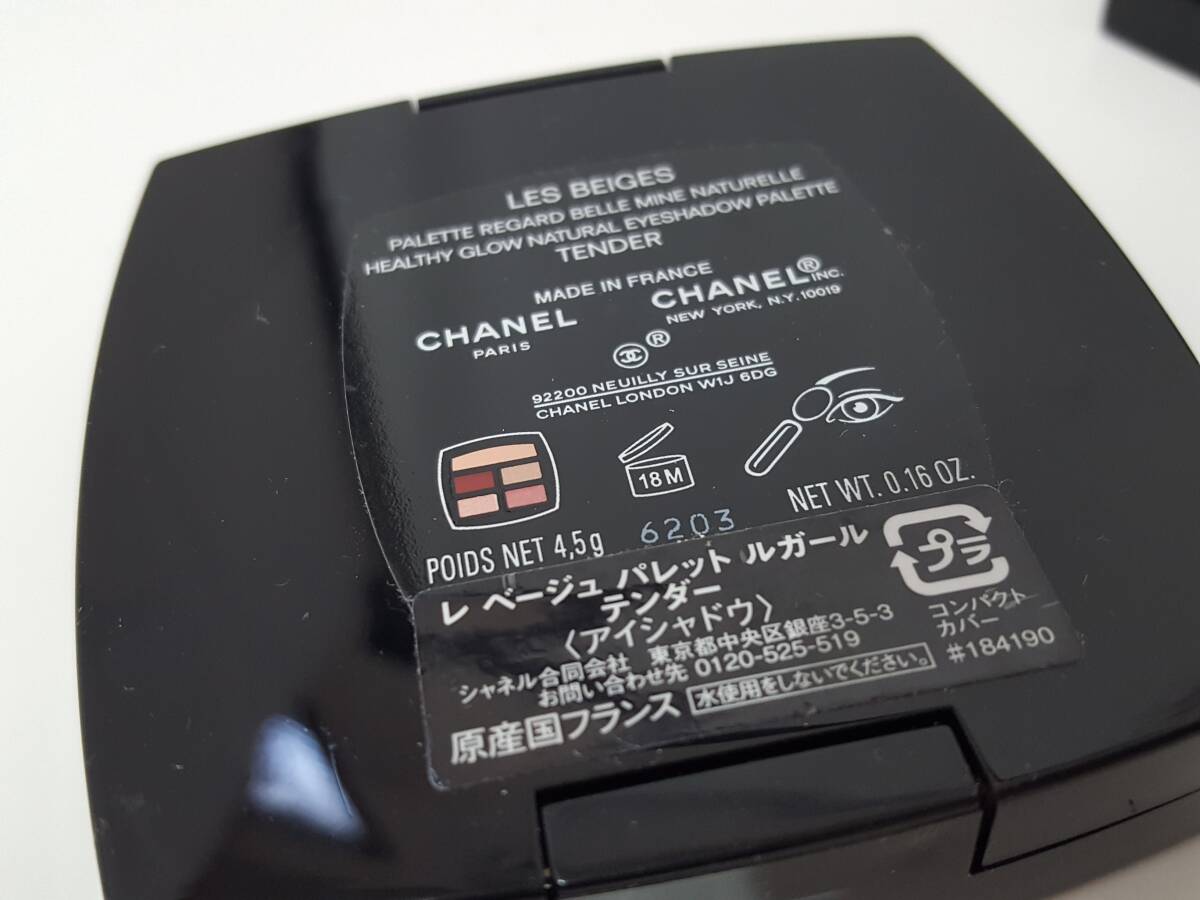 LES BEIGES
PALETTE REGARD BELLE MINE NATURELLE
HEALTHY GLOW NATURAL EYESHADOW PALETTE
TENDER
MADE IN FRANCE
CHANEL CHANEL® INC.
PARIS NEW YORK, N.Y. 10019
®
92200 NEUILLY SUR SEINE
CHANEL LONDON W1J 6DG
18M
POIDS NET 4,5g 6203 NET WT. 0.16 OZ.
レ ベージュ パレット ルガール
テンダー
〈アイシャドウ〉
シャネル合同会社 東京都中央区銀座3-5-3
お問い合わせ先 0120-525-519
原産国フランス 水使用をしないでください。
プラ
コンパクト
カバー
#184190